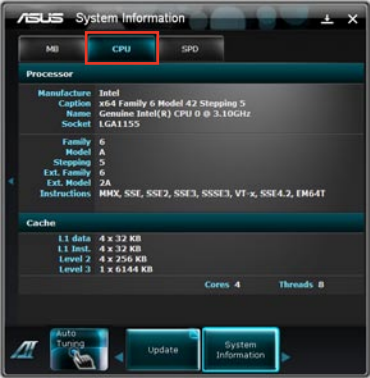 ASUS System Information
MB CPU SPD
Processor
Manufacture Intel
Caption x64 Family 6 Model 42 Stepping 5
Name Genuine Intel(R) CPU 0 @ 3.10GHz
Socket LGA1155
Family 6
Model A
Stepping 5
Ext. Family 6
Ext. Model 2A
Instructions MMX, SSE, SSE2, SSE3, SSSE3, VT-x, SSE4.2, EM64T
Cache
L1 data 4 x 32 KB
L1 Inst. 4 x 32 KB
Level 2 4 x 256 KB
Level 3 1 x 6144 KB
Cores 4 Threads 8
Auto
Tuning
Update
System
Information